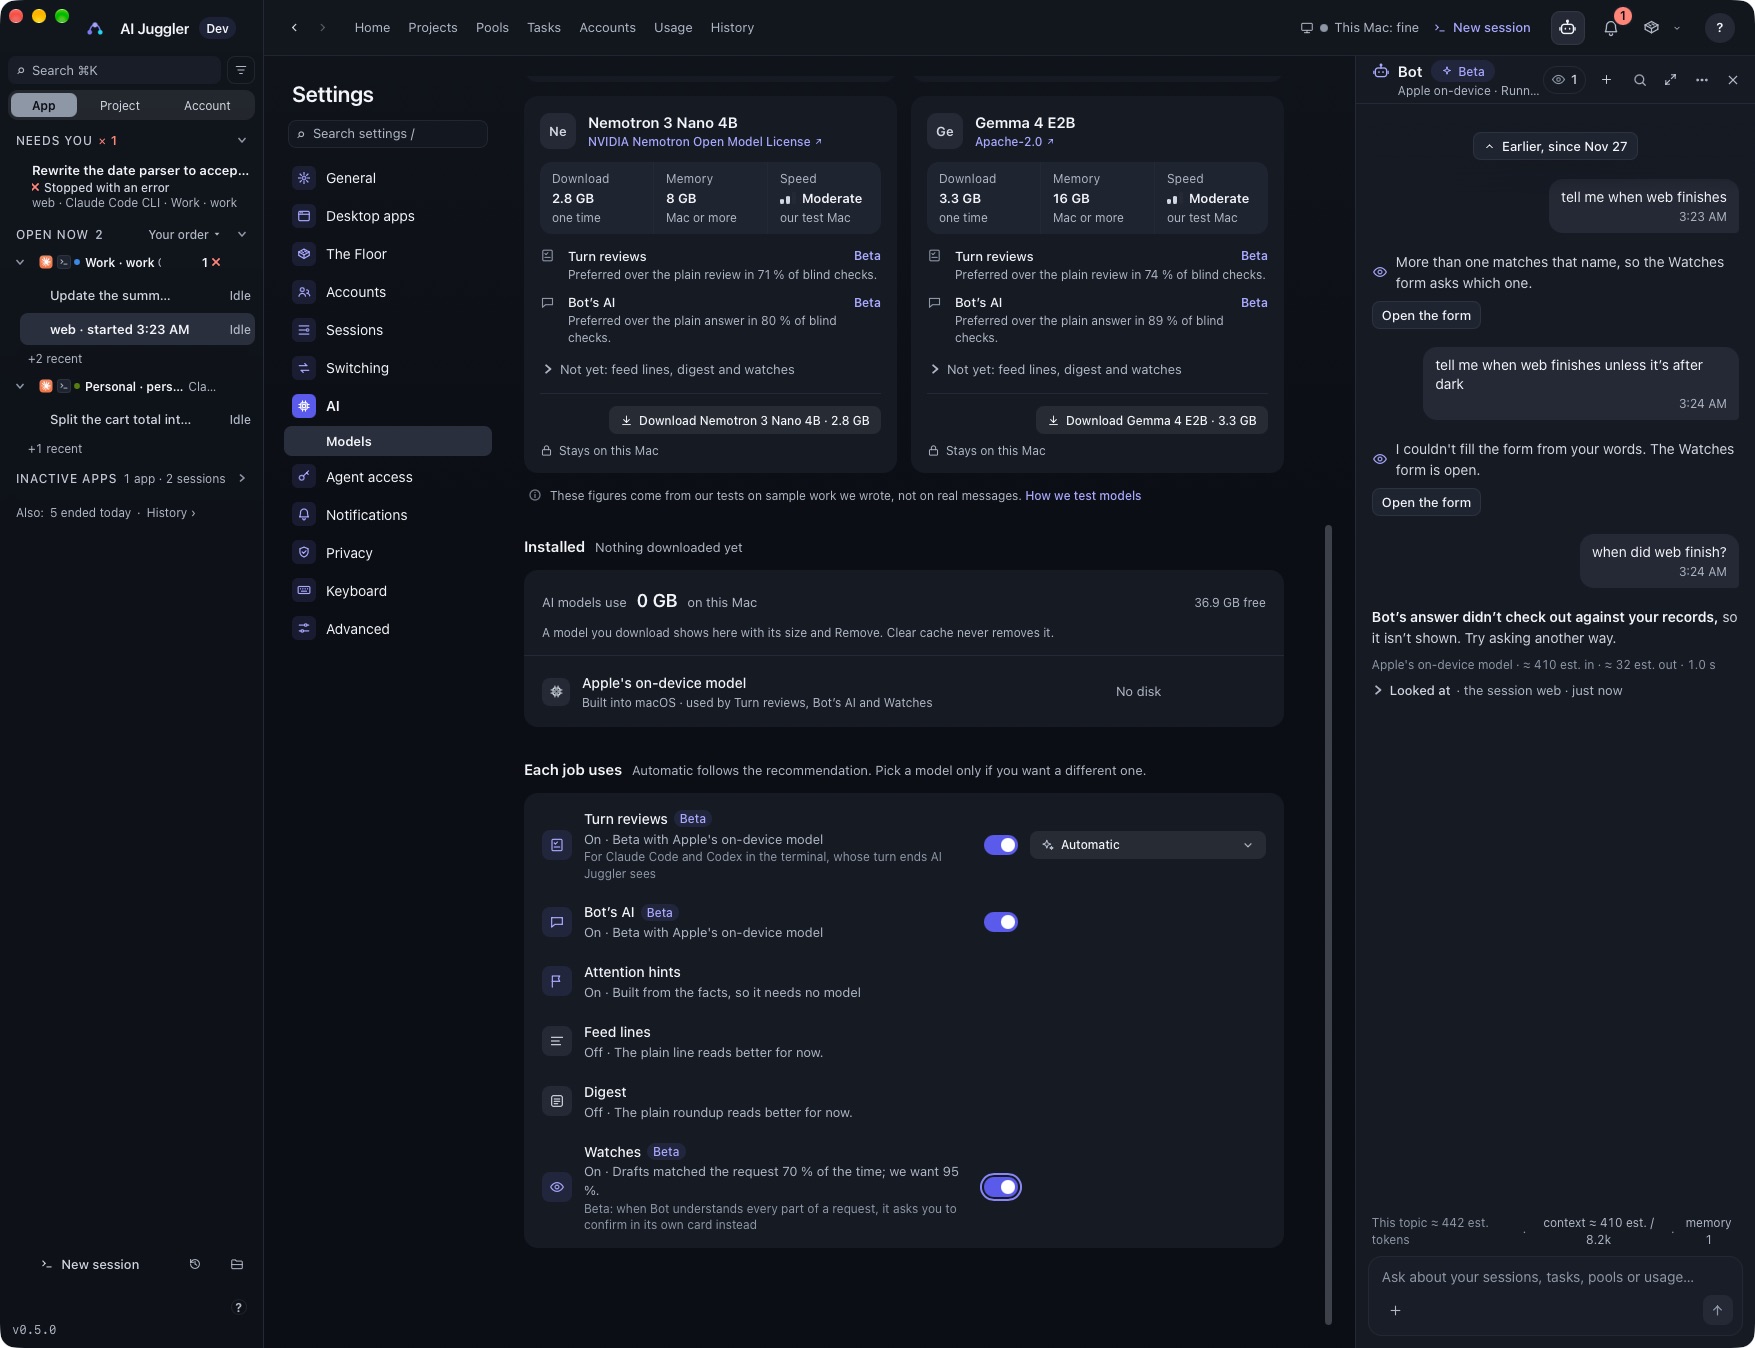 AI Juggler Dev
Search ⌘K
App Project Account
NEEDS YOU × 1
Rewrite the date parser to accep...
× Stopped with an error
web · Claude Code CLI · Work · work
OPEN NOW 2 Your order
Work · work 1 ×
Update the summ... Idle
web · started 3:23 AM Idle
+2 recent
Personal · pers... Cla...
Split the cart total int... Idle
+1 recent
INACTIVE APPS 1 app · 2 sessions
Also: 5 ended today · History ›
New session
?
v0.5.0
Home Projects Pools Tasks Accounts Usage History
This Mac: fine
New session
1
?
Settings
Search settings /
General
Desktop apps
The Floor
Accounts
Sessions
Switching
AI
Models
Agent access
Notifications
Privacy
Keyboard
Advanced
Ne Nemotron 3 Nano 4B
NVIDIA Nemotron Open Model License ↗
Download Memory Speed
2.8 GB 8 GB Moderate
one time Mac or more our test Mac
Turn reviews Beta
Preferred over the plain review in 71 % of blind checks.
Bot's AI Beta
Preferred over the plain answer in 80 % of blind
checks.
Not yet: feed lines, digest and watches
Download Nemotron 3 Nano 4B · 2.8 GB
Stays on this Mac
Ge Gemma 4 E2B
Apache-2.0 ↗
Download Memory Speed
3.3 GB 16 GB Moderate
one time Mac or more our test Mac
Turn reviews Beta
Preferred over the plain review in 74 % of blind checks.
Bot's AI Beta
Preferred over the plain answer in 89 % of blind
checks.
Not yet: feed lines, digest and watches
Download Gemma 4 E2B · 3.3 GB
Stays on this Mac
These figures come from our tests on sample work we wrote, not on real messages. How we test models
Installed Nothing downloaded yet
AI models use 0 GB on this Mac 36.9 GB free
A model you download shows here with its size and Remove. Clear cache never removes it.
Apple's on-device model
Built into macOS · used by Turn reviews, Bot's AI and Watches
No disk
Each job uses Automatic follows the recommendation. Pick a model only if you want a different one.
Turn reviews Beta
On · Beta with Apple's on-device model
For Claude Code and Codex in the terminal, whose turn ends AI
Juggler sees
Automatic
Bot's AI Beta
On · Beta with Apple's on-device model
Attention hints
On · Built from the facts, so it needs no model
Feed lines
Off · The plain line reads better for now.
Digest
Off · The plain roundup reads better for now.
Watches Beta
On · Drafts matched the request 70 % of the time; we want 95
%.
Beta: when Bot understands every part of a request, it asks you to
confirm in its own card instead
Bot Beta
Apple on-device · Runn...
1
Earlier, since Nov 27
tell me when web finishes
3:23 AM
More than one matches that name, so the Watches
form asks which one.
Open the form
tell me when web finishes unless it's after
dark
3:24 AM
I couldn't fill the form from your words. The Watches
form is open.
Open the form
when did web finish?
3:24 AM
Bot's answer didn't check out against your records, so
it isn't shown. Try asking another way.
Apple's on-device model · ≈ 410 est. in · ≈ 32 est. out · 1.0 s
Looked at · the session web · just now
This topic ≈ 442 est.
tokens
· context ≈ 410 est. /
8.2k
· memory
1
Ask about your sessions, tasks, pools or usage...